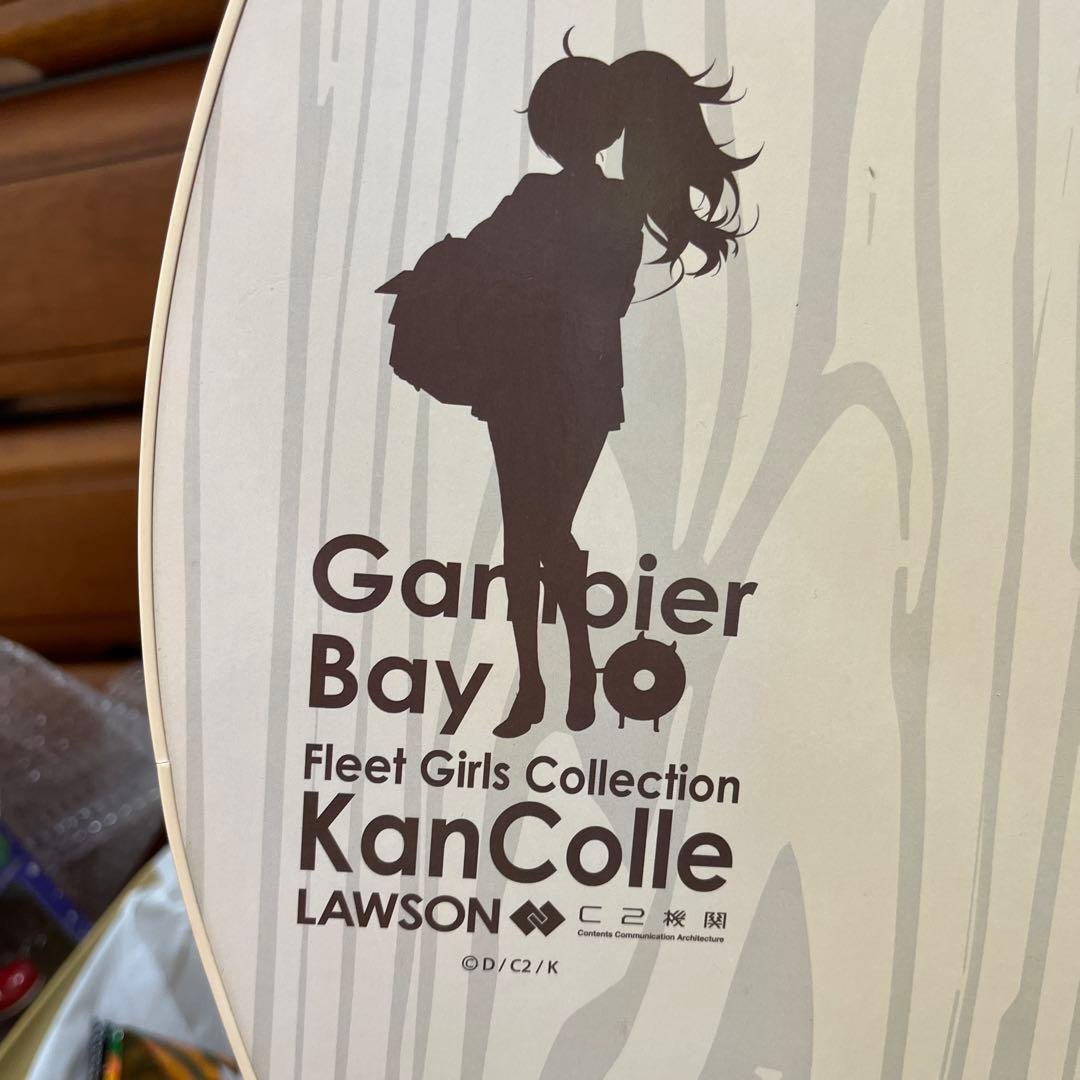 Gambier
Bay
Fleet Girls Collection
KanColle
LAWSON C2機関
Contents Communication Architecture
©D/C2/K